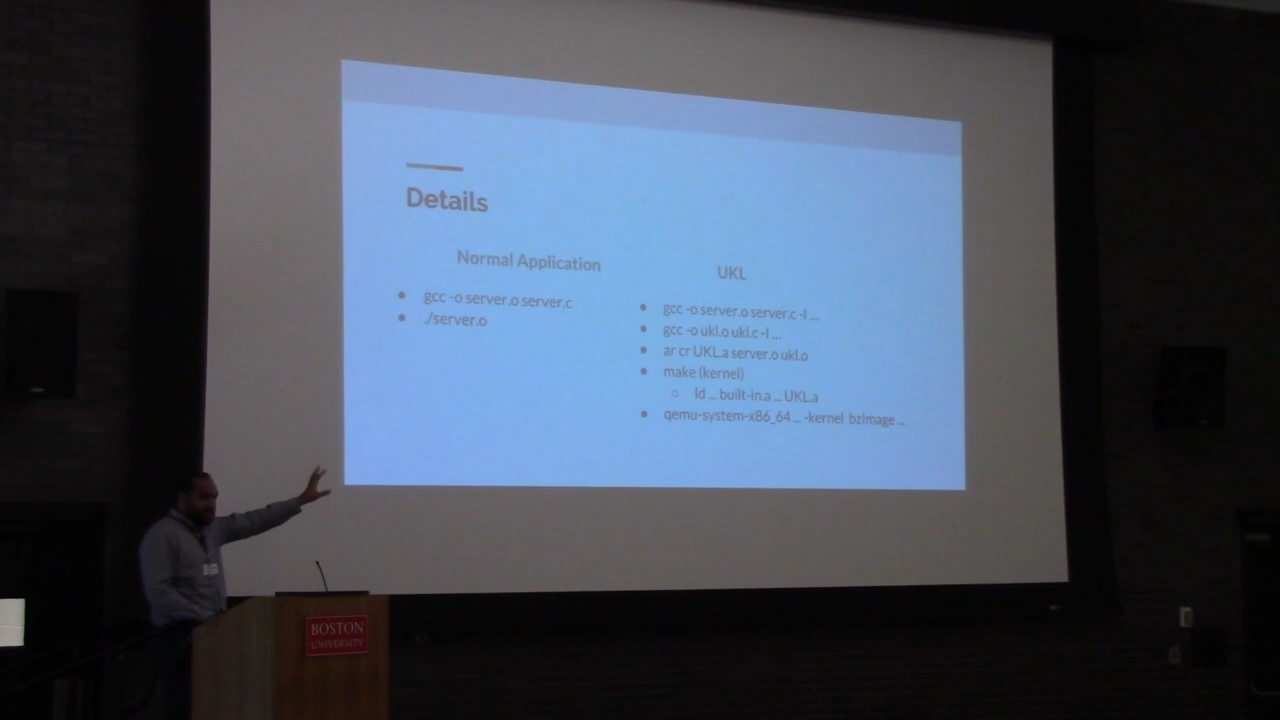 Details
Normal Application
gcc -o server.o server.c
./server.o
UKL
gcc -o server.o server.c -I ...
gcc -o ukl.o ukl.c -I ...
ar cr UKL.a server.o ukl.o
make (kernel)
ld ... built-in.a ... UKL.a
qemu-system-x86_64 ... -kernel bzImage ...
BOSTON
UNIVERSITY